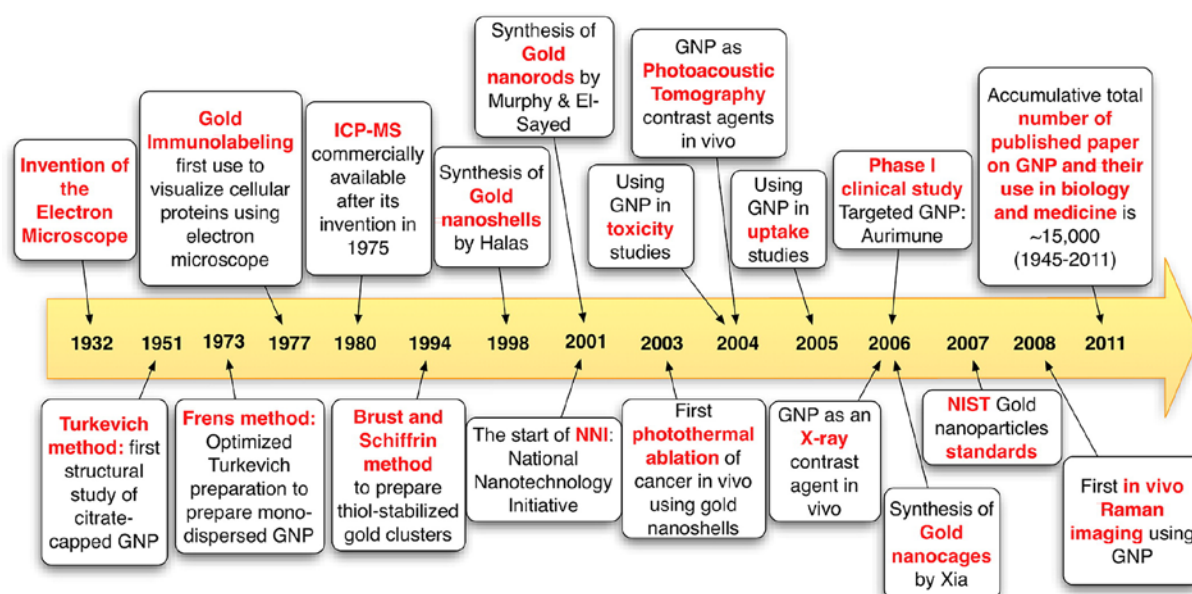 Invention of
the
Electron
Microscope
Gold
Immunolabeling
first use to
visualize cellular
proteins using
electron
microscope
ICP-MS
commercially
available
after its
invention in
1975
Synthesis of
Gold
nanoshells
by Halas
Synthesis of
Gold
nanorods by
Murphy & El-
Sayed
Using
GNP in
toxicity
studies
GNP as
Photoacoustic
Tomography
contrast agents
in vivo
Using
GNP in
uptake
studies
Phase I
clinical study
Targeted GNP:
Aurimune
Accumulative total
number of
published paper
on GNP and their
use in biology
and medicine is
~15,000
(1945-2011)
1932 1951 1973 1977 1980 1994 1998 2001 2003 2004 2005 2006 2007 2008 2011
Turkevich
method: first
structural
study of
citrate-
capped GNP
Frens method:
Optimized
Turkevich
preparation to
prepare mono-
dispersed GNP
Brust and
Schiffrin
method
to prepare
thiol-stabilized
gold clusters
The start of NNI:
National
Nanotechnology
Initiative
First
photothermal
ablation of
cancer in vivo
using gold
nanoshells
GNP as an
X-ray
contrast
agent in
vivo
Synthesis of
Gold
nanocages
by Xia
NIST Gold
nanoparticles
standards
First in vivo
Raman
imaging using
GNP